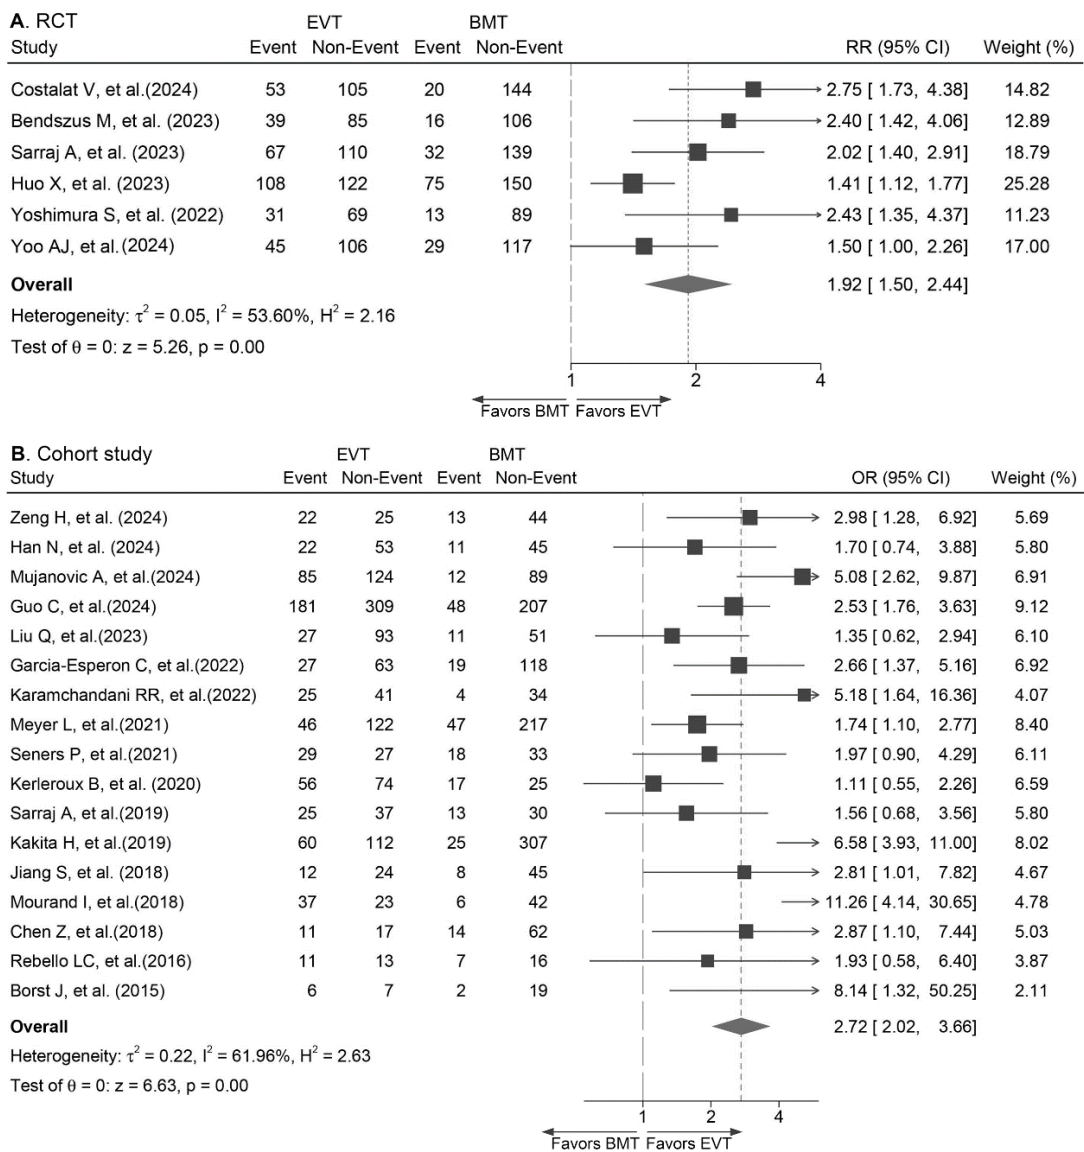 A. RCT EVT BMT
Study Event Non-Event Event Non-Event RR (95% CI) Weight (%)
Costalat V, et al.(2024) 53 105 20 144 2.75 [ 1.73, 4.38] 14.82
Bendszus M, et al. (2023) 39 85 16 106 2.40 [ 1.42, 4.06] 12.89
Sarraj A, et al. (2023) 67 110 32 139 2.02 [ 1.40, 2.91] 18.79
Huo X, et al. (2023) 108 122 75 150 1.41 [ 1.12, 1.77] 25.28
Yoshimura S, et al. (2022) 31 69 13 89 2.43 [ 1.35, 4.37] 11.23
Yoo AJ, et al. (2024) 45 106 29 117 1.50 [ 1.00, 2.26] 17.00
Overall 1.92 [ 1.50, 2.44]
Heterogeneity: τ² = 0.05, I² = 53.60%, H² = 2.16
Test of θ = 0: z = 5.26, p = 0.00
1 2 4
Favors BMT Favors EVT
B. Cohort study EVT BMT
Study Event Non-Event Event Non-Event OR (95% CI) Weight (%)
Zeng H, et al. (2024) 22 25 13 44 2.98 [ 1.28, 6.92] 5.69
Han N, et al. (2024) 22 53 11 45 1.70 [ 0.74, 3.88] 5.80
Mujanovic A, et al.(2024) 85 124 12 89 5.08 [ 2.62, 9.87] 6.91
Guo C, et al.(2024) 181 309 48 207 2.53 [ 1.76, 3.63] 9.12
Liu Q, et al.(2023) 27 93 11 51 1.35 [ 0.62, 2.94] 6.10
Garcia-Esperon C, et al.(2022) 27 63 19 118 2.66 [ 1.37, 5.16] 6.92
Karamchandani RR, et al.(2022) 25 41 4 34 5.18 [ 1.64, 16.36] 4.07
Meyer L, et al.(2021) 46 122 47 217 1.74 [ 1.10, 2.77] 8.40
Seners P, et al.(2021) 29 27 18 33 1.97 [ 0.90, 4.29] 6.11
Kerleroux B, et al. (2020) 56 74 17 25 1.11 [ 0.55, 2.26] 6.59
Sarraj A, et al.(2019) 25 37 13 30 1.56 [ 0.68, 3.56] 5.80
Kakita H, et al.(2019) 60 112 25 307 6.58 [ 3.93, 11.00] 8.02
Jiang S, et al. (2018) 12 24 8 45 2.81 [ 1.01, 7.82] 4.67
Mourand I, et al.(2018) 37 23 6 42 11.26 [ 4.14, 30.65] 4.78
Chen Z, et al.(2018) 11 17 14 62 2.87 [ 1.10, 7.44] 5.03
Rebello LC, et al.(2016) 11 13 7 16 1.93 [ 0.58, 6.40] 3.87
Borst J, et al. (2015) 6 7 2 19 8.14 [ 1.32, 50.25] 2.11
Overall 2.72 [ 2.02, 3.66]
Heterogeneity: τ² = 0.22, I² = 61.96%, H² = 2.63
Test of θ = 0: z = 6.63, p = 0.00
1 2 4
Favors BMT Favors EVT